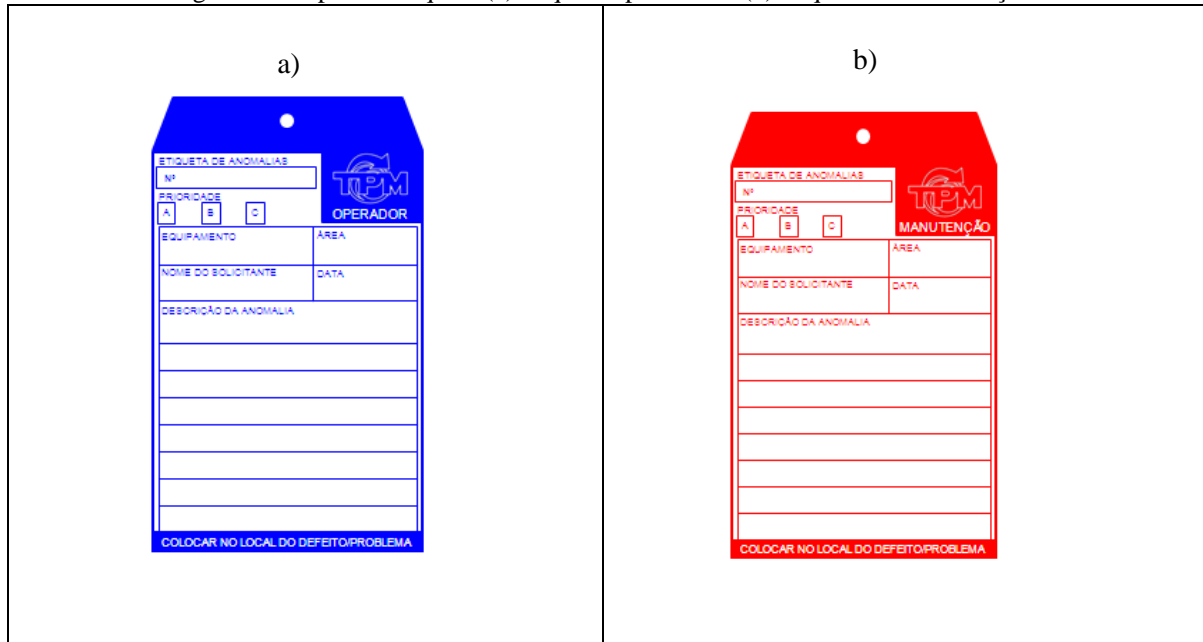 a)
ETIQUETA DE ANOMALIAS
Nº
PRIORIDADE
A B C
TPM
OPERADOR
EQUIPAMENTO ÁREA
NOME DO SOLICITANTE DATA
DESCRIÇÃO DA ANOMALIA
COLOCAR NO LOCAL DO DEFEITO/PROBLEMA
b)
ETIQUETA DE ANOMALIAS
Nº
PRIORIDADE
A B C
TPM
MANUTENÇÃO
EQUIPAMENTO ÁREA
NOME DO SOLICITANTE DATA
DESCRIÇÃO DA ANOMALIA
COLOCAR NO LOCAL DO DEFEITO/PROBLEMA